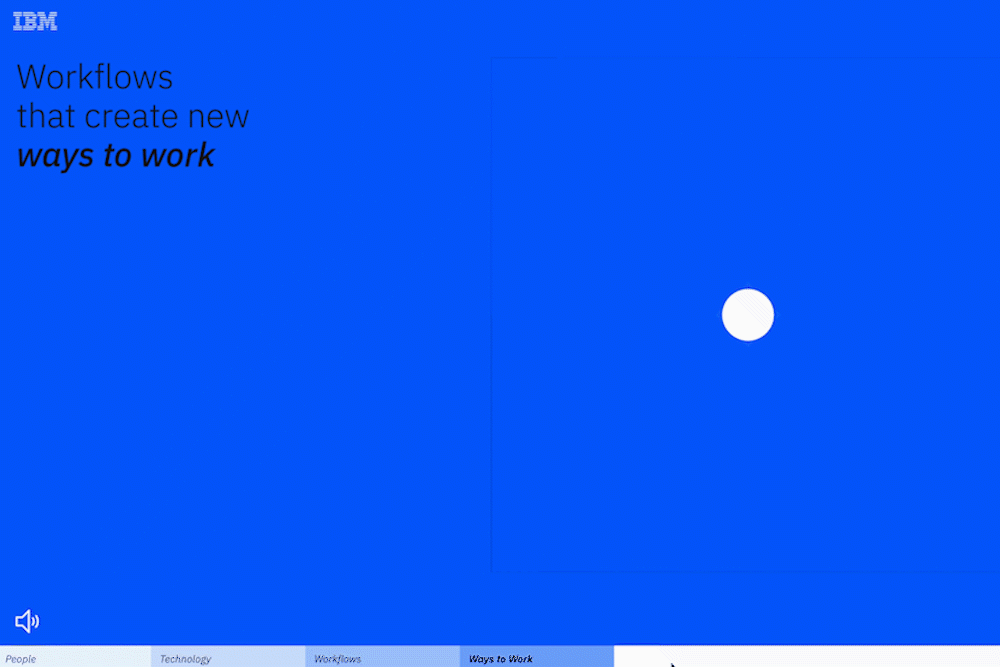 IBM
Workflows
that create new
ways to work
People
Technology
Workflows
Ways to Work